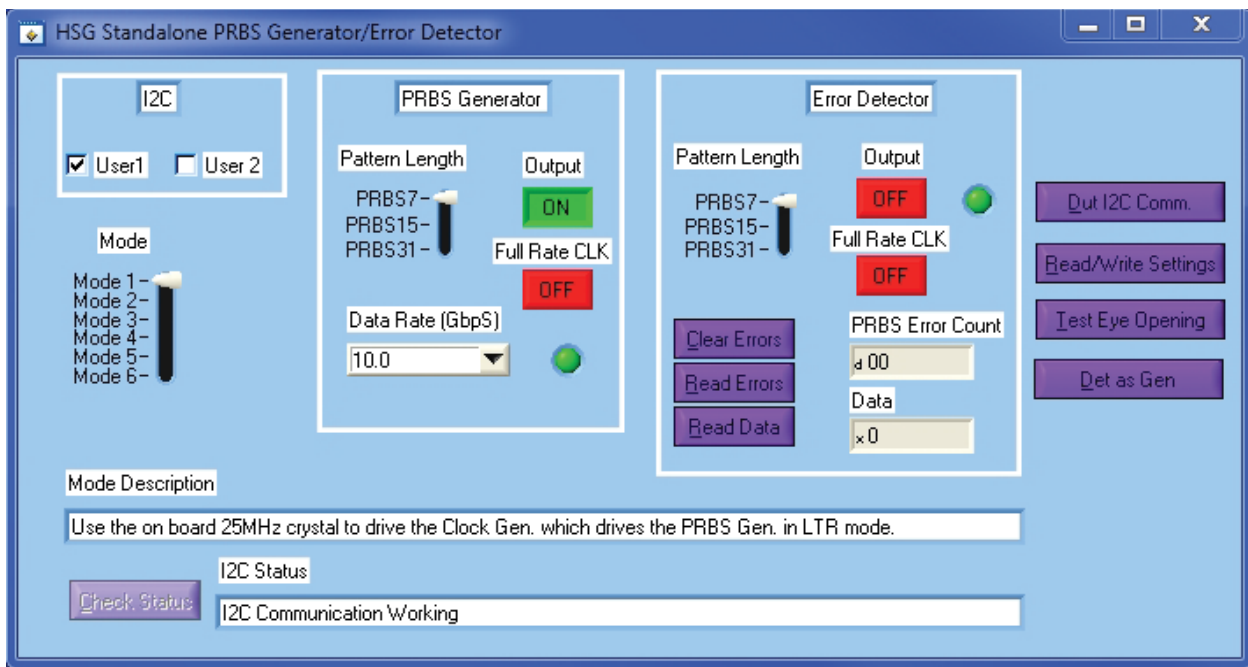 HSG Standalone PRBS Generator/Error Detector
I2C
User1
User 2
Mode
Mode 1
Mode 2
Mode 3
Mode 4
Mode 5
Mode 6
PRBS Generator
Pattern Length
PRBS7
PRBS15
PRBS31
Output
ON
Full Rate CLK
OFF
Data Rate (GbpS)
10.0
Error Detector
Pattern Length
PRBS7
PRBS15
PRBS31
Output
OFF
Full Rate CLK
OFF
Clear Errors
Read Errors
Read Data
PRBS Error Count
d 00
Data
x 0
Dut I2C Comm.
Read/Write Settings
Test Eye Opening
Det as Gen
Mode Description
Use the on board 25MHz crystal to drive the Clock Gen. which drives the PRBS Gen. in LTR mode.
Check Status
I2C Status
I2C Communication Working